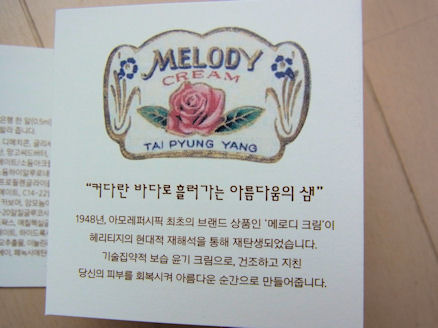 MELODY
CREAM
TAI PYUNG YANG
"커다란 바다로 흘러가는 아름다움의 샘"
1948년, 아모레퍼시픽 최초의 브랜드 상품인 '메로디 크림'이
헤리티지의 현대적 재해석을 통해 재탄생되었습니다.
기술집약적 보습 윤기 크림으로, 건조하고 지친
당신의 피부를 회복시켜 아름다운 순간으로 만들어줍니다.